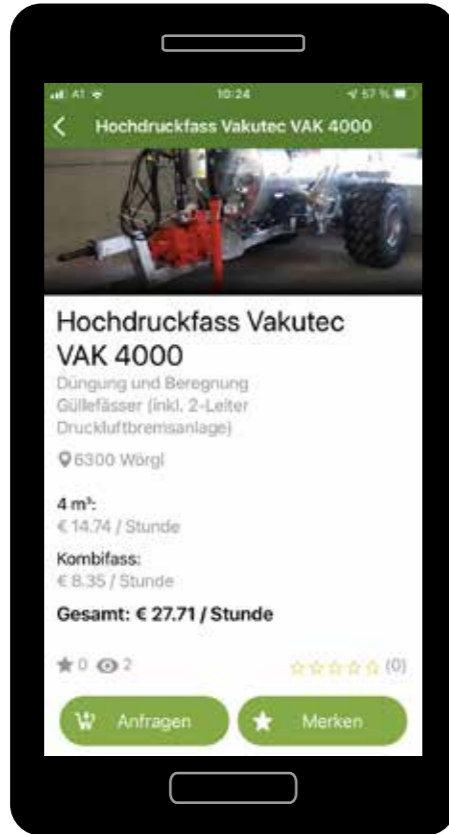 A1 10:24 57 %
Hochdruckfass Vakutec VAK 4000
Hochdruckfass Vakutec
VAK 4000
Düngung und Beregnung
Güllefässer (inkl. 2-Leiter
Druckluftbremsanlage)
6300 Wörgl
4 m³:
€ 14.74 / Stunde
Kombifass:
€ 8.35 / Stunde
Gesamt: € 27.71 / Stunde
0 2 (0)
Anfragen Merken